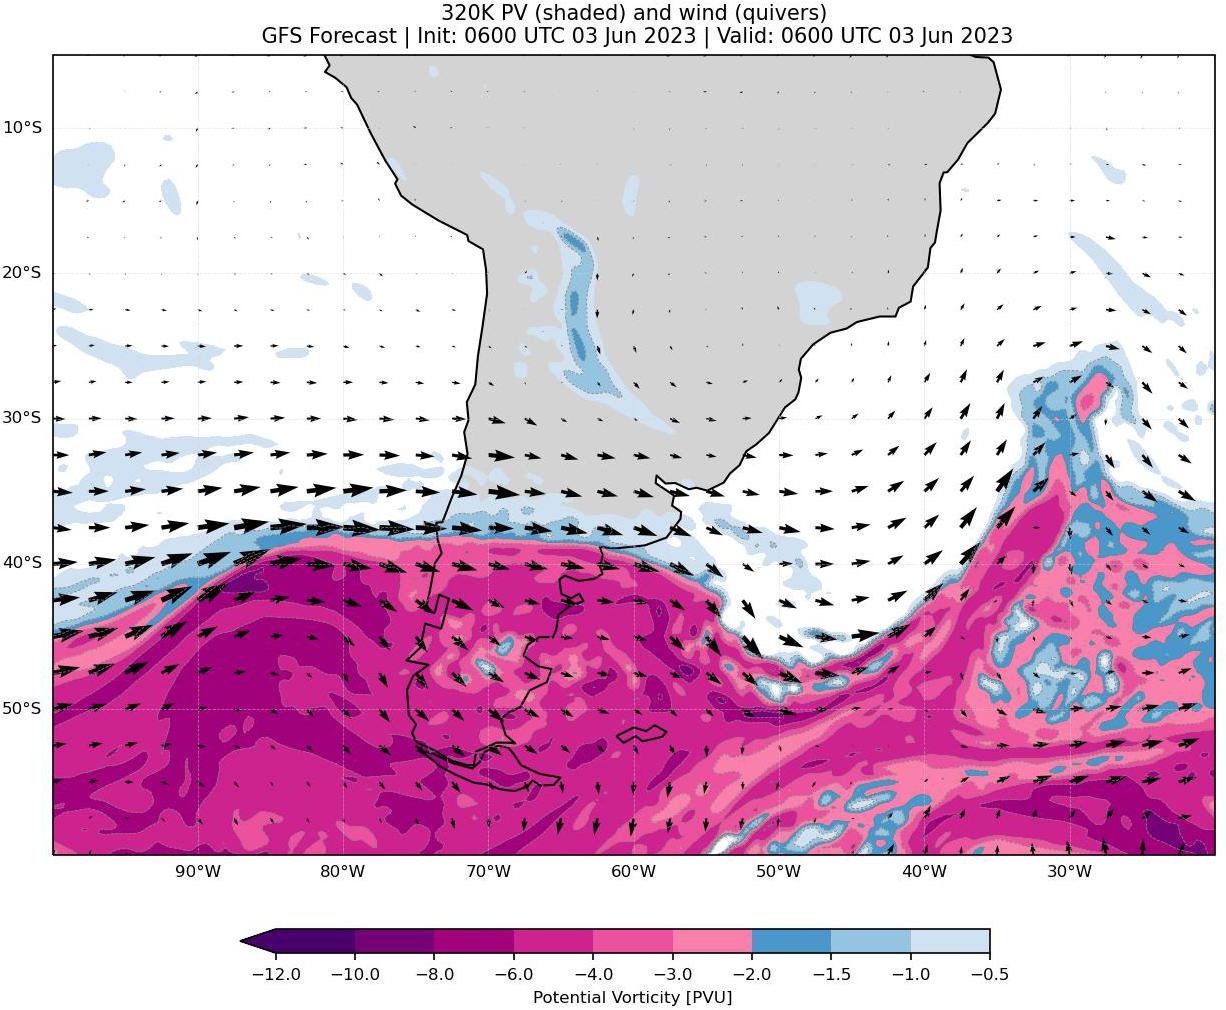 320K PV (shaded) and wind (quivers)
GFS Forecast | Init: 0600 UTC 03 Jun 2023 | Valid: 0600 UTC 03 Jun 2023
10°S
20°S
30°S
40°S
50°S
90°W 80°W 70°W 60°W 50°W 40°W 30°W
−12.0 −10.0 −8.0 −6.0 −4.0 −3.0 −2.0 −1.5 −1.0 −0.5
Potential Vorticity [PVU]